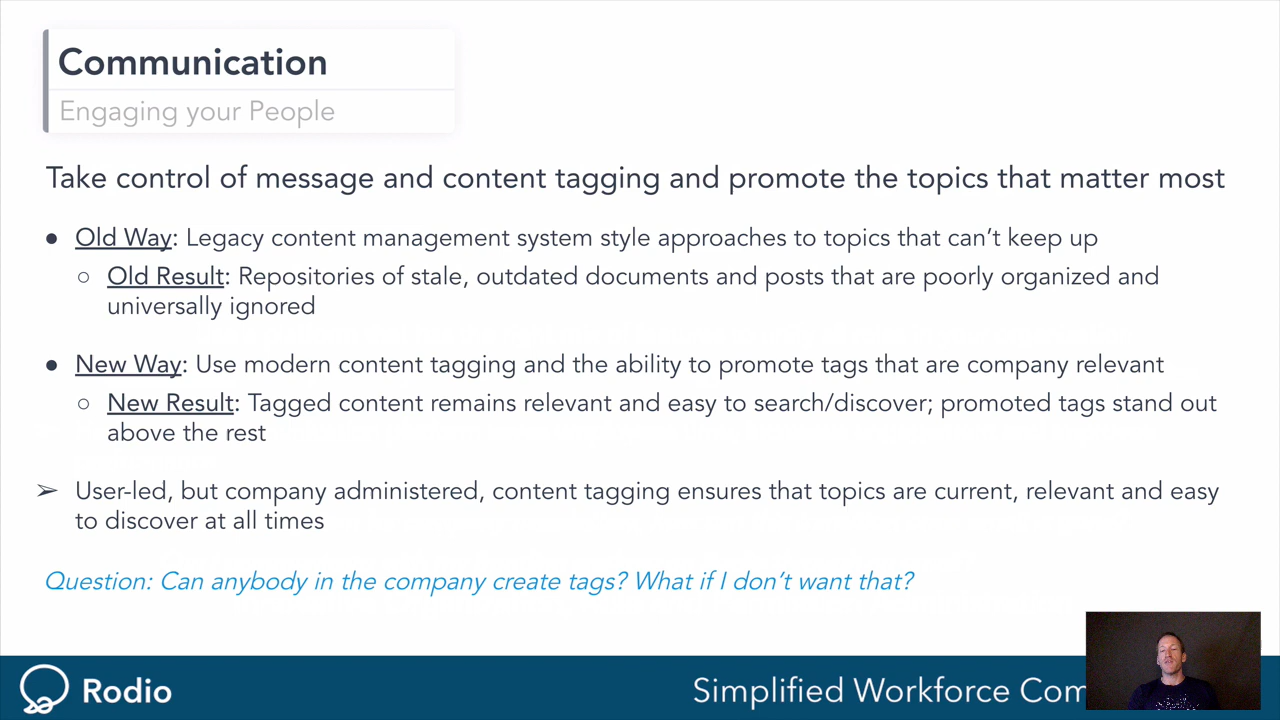 Communication
Engaging your People
Take control of message and content tagging and promote the topics that matter most
● Old Way: Legacy content management system style approaches to topics that can’t keep up
○ Old Result: Repositories of stale, outdated documents and posts that are poorly organized and
universally ignored
● New Way: Use modern content tagging and the ability to promote tags that are company relevant
○ New Result: Tagged content remains relevant and easy to search/discover; promoted tags stand out
above the rest
➢ User-led, but company administered, content tagging ensures that topics are current, relevant and easy
to discover at all times
Question: Can anybody in the company create tags? What if I don’t want that?
Rodio
Simplified Workforce Com